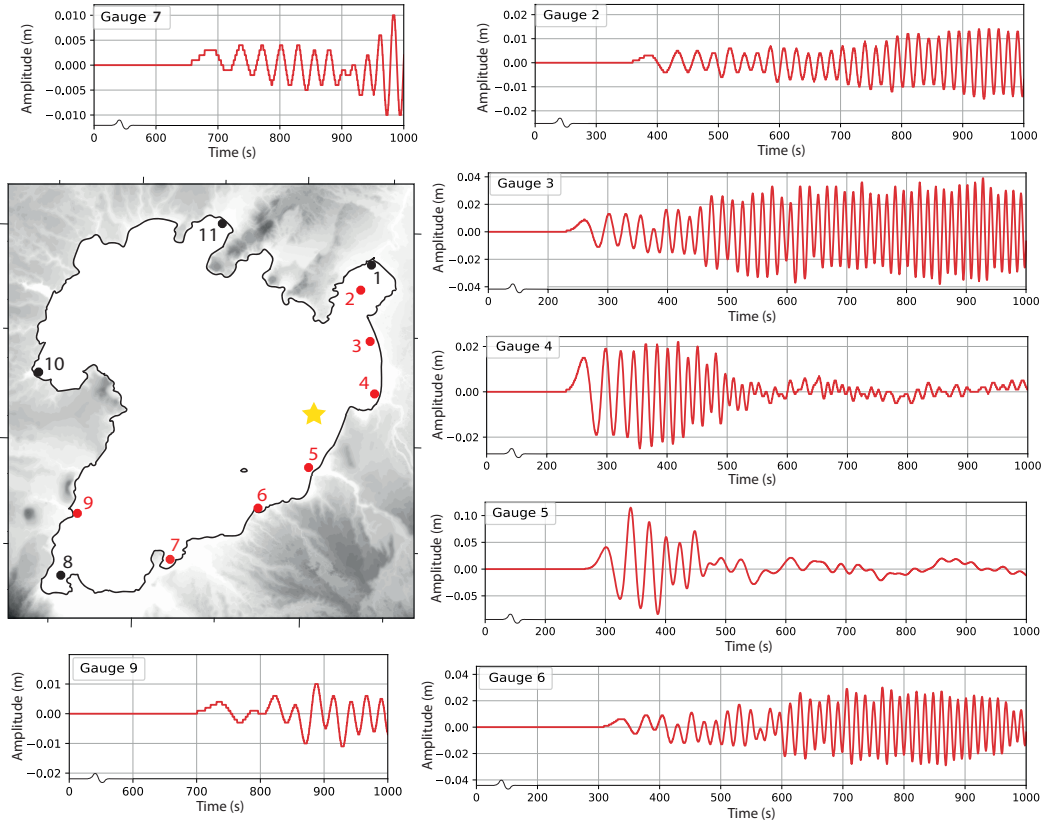 Gauge 7
Amplitude (m)
0.010
0.005
0.000
−0.005
−0.010
0 600 700 800 900 1000
Time (s)
Gauge 2
Amplitude (m)
0.02
0.01
0.00
−0.01
−0.02
0 300 400 500 600 700 800 900 1000
Time (s)
Gauge 3
Amplitude (m)
0.04
0.02
0.00
−0.02
−0.04
0 200 300 400 500 600 700 800 900 1000
Time (s)
11
1
2
3
10
4
5
9
6
7
8
Gauge 4
Amplitude (m)
0.02
0.00
−0.02
0 200 300 400 500 600 700 800 900 1000
Time (s)
Gauge 5
Amplitude (m)
0.10
0.05
0.00
−0.05
0 200 300 400 500 600 700 800 900 1000
Time (s)
Gauge 9
Amplitude (m)
0.01
0.00
−0.01
−0.02
0 600 700 800 900 1000
Time (s)
Gauge 6
Amplitude (m)
0.04
0.02
0.00
−0.02
−0.04
0 200 300 400 500 600 700 800 900 1000
Time (s)